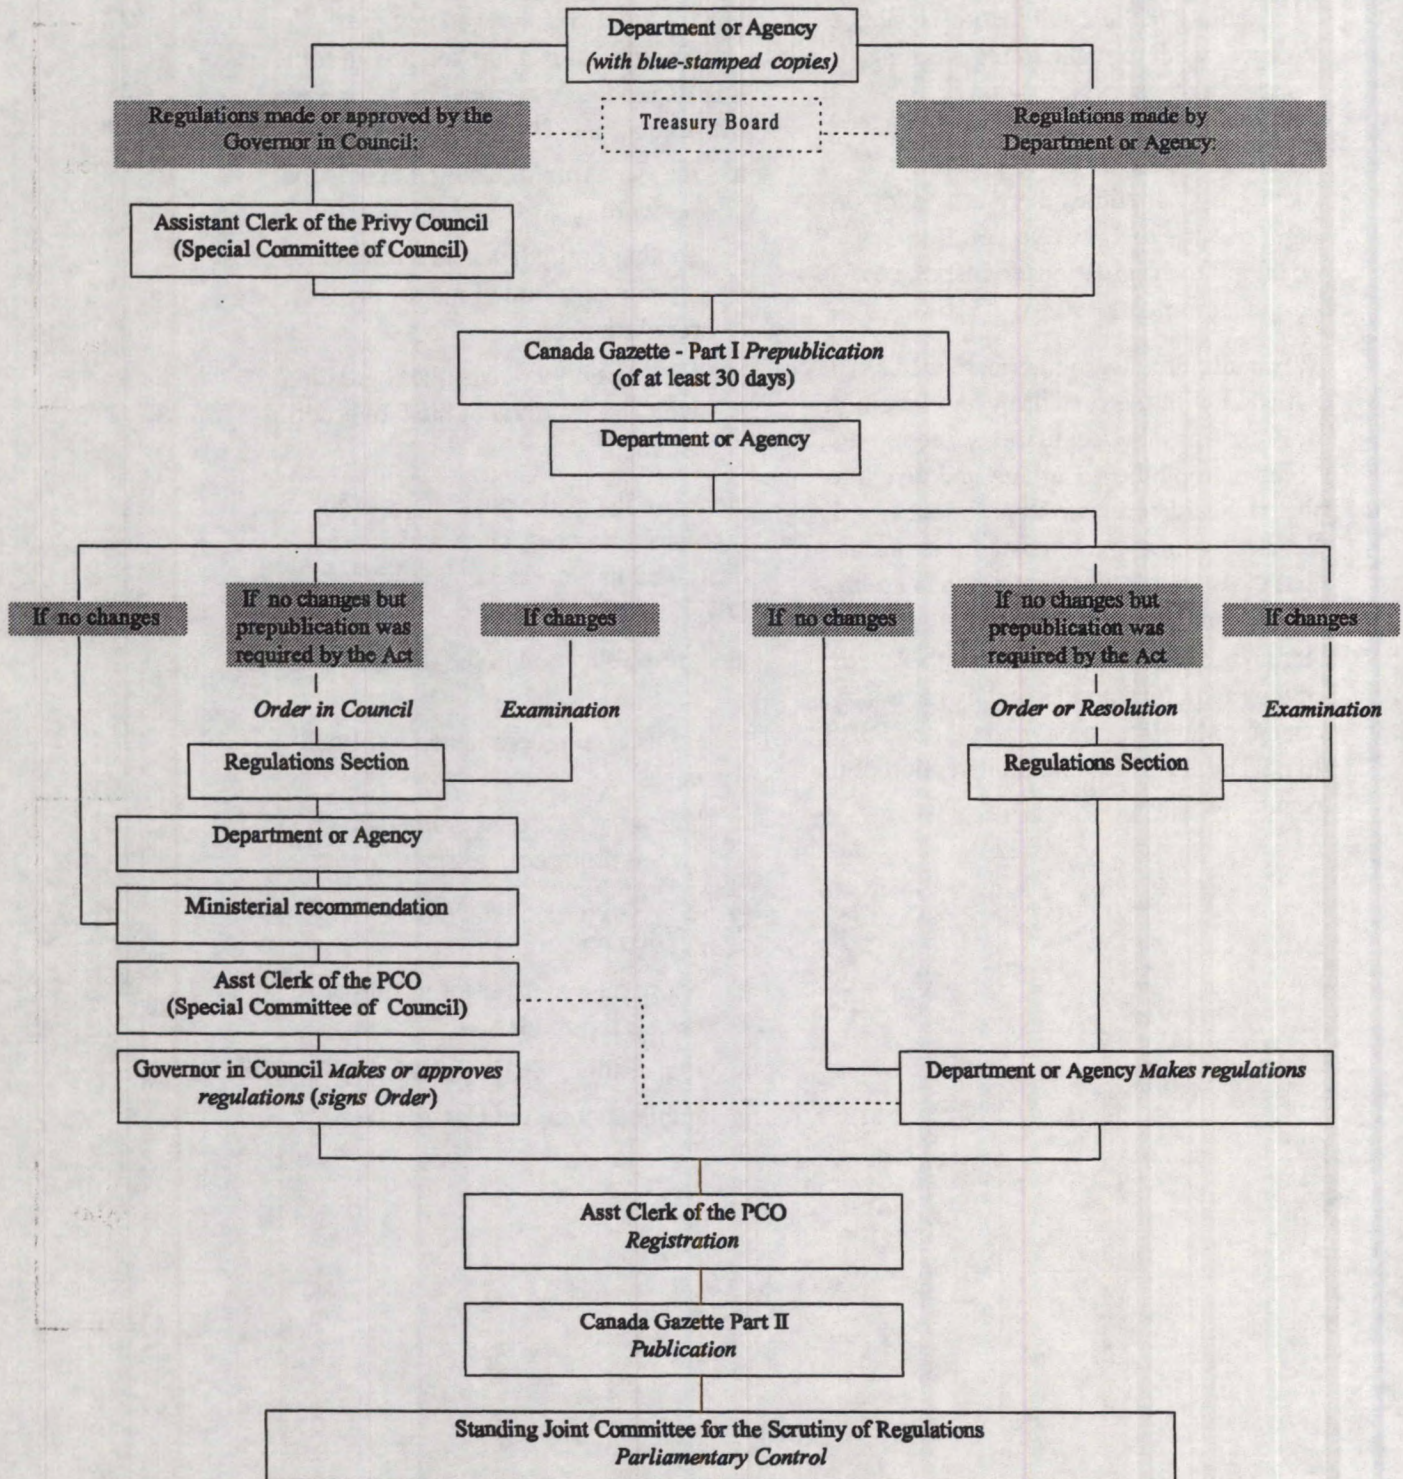 Department or Agency
(with blue-stamped copies)
Regulations made or approved by the
Governor in Council:
Treasury Board
Regulations made by
Department or Agency:
Assistant Clerk of the Privy Council
(Special Committee of Council)
Canada Gazette - Part I Prepublication
(of at least 30 days)
Department or Agency
If no changes
If no changes but
prepublication was
required by the Act
If changes
If no changes
If no changes but
prepublication was
required by the Act
If changes
Order in Council
Examination
Order or Resolution
Examination
Regulations Section
Regulations Section
Department or Agency
Ministerial recommendation
Asst Clerk of the PCO
(Special Committee of Council)
Governor in Council Makes or approves
regulations (signs Order)
Department or Agency Makes regulations
Asst Clerk of the PCO
Registration
Canada Gazette Part II
Publication
Standing Joint Committee for the Scrutiny of Regulations
Parliamentary Control